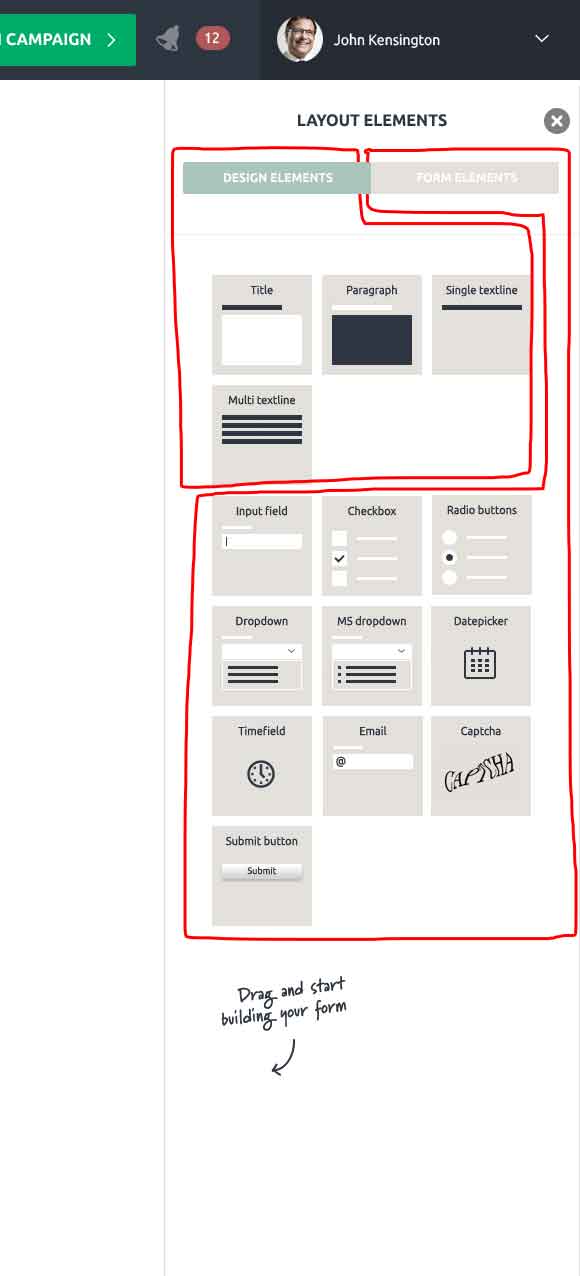 CAMPAIGN
12
John Kensington
LAYOUT ELEMENTS
DESIGN ELEMENTS
FORM ELEMENTS
Title
Paragraph
Single textline
Multi textline
Input field
Checkbox
Radio buttons
Dropdown
MS dropdown
Datepicker
Timefield
Email
Captcha
@
CAPTSHA
Submit button
Submit
Drag and start
building your form